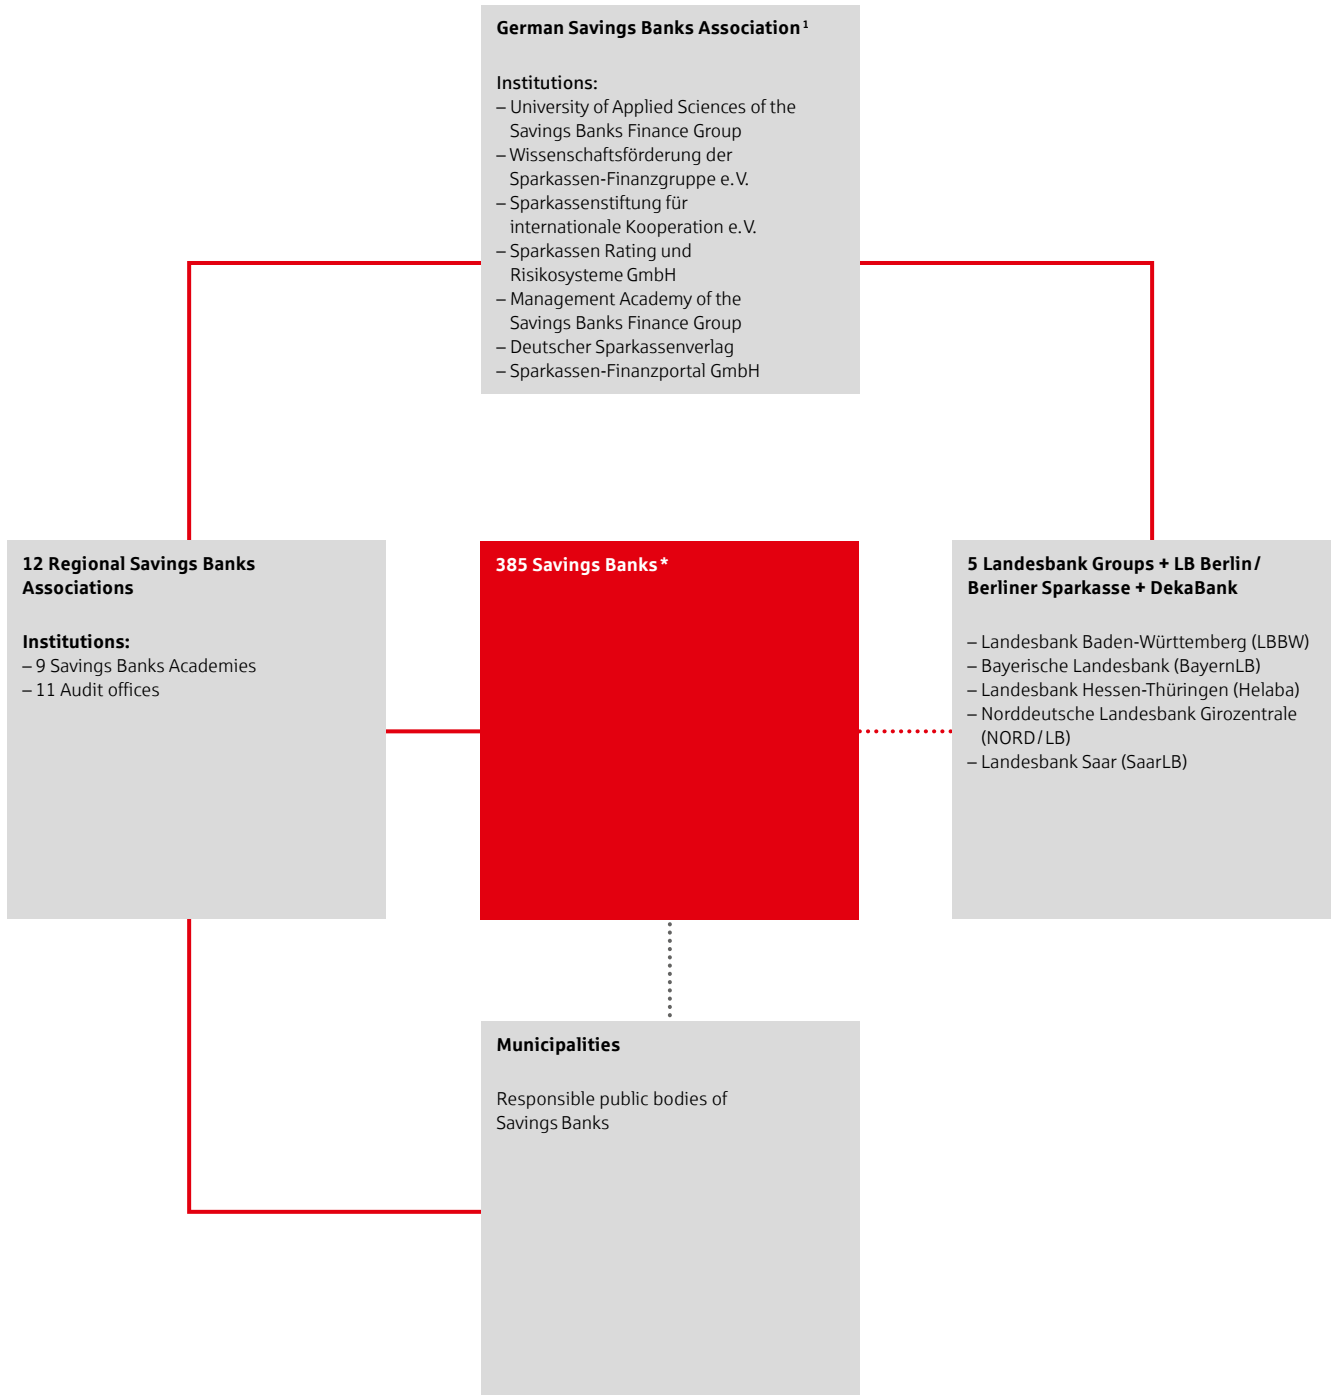 German Savings Banks Association¹
Institutions:
– University of Applied Sciences of the
Savings Banks Finance Group
– Wissenschaftsförderung der
Sparkassen-Finanzgruppe e.V.
– Sparkassenstiftung für
internationale Kooperation e.V.
– Sparkassen Rating und
Risikosysteme GmbH
– Management Academy of the
Savings Banks Finance Group
– Deutscher Sparkassenverlag
– Sparkassen-Finanzportal GmbH
12 Regional Savings Banks
Associations
Institutions:
– 9 Savings Banks Academies
– 11 Audit offices
385 Savings Banks*
5 Landesbank Groups + LB Berlin/
Berliner Sparkasse + DekaBank
– Landesbank Baden-Württemberg (LBBW)
– Bayerische Landesbank (BayernLB)
– Landesbank Hessen-Thüringen (Helaba)
– Norddeutsche Landesbank Girozentrale
(NORD/LB)
– Landesbank Saar (SaarLB)
Municipalities
Responsible public bodies of
Savings Banks